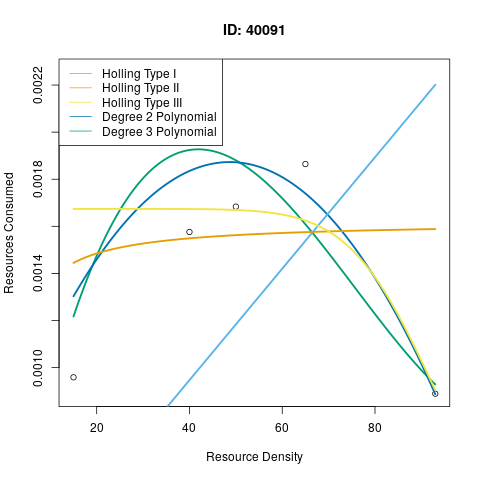 ID: 40091
Holling Type I
Holling Type II
Holling Type III
Degree 2 Polynomial
Degree 3 Polynomial
Resources Consumed
0.0022
0.0018
0.0014
0.0010
20 40 60 80
Resource Density